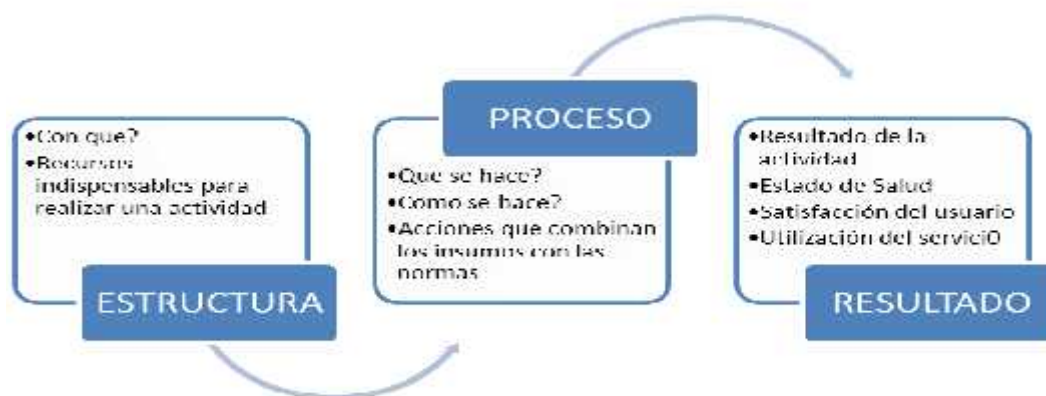 •Con que?
•Recursos
indispensables para
realizar una actividad
ESTRUCTURA
PROCESO
•Que se hace?
•Como se hace?
•Acciones que combinan
los insumos con las
normas
•Resultado de la
actividad
•Estado de Salud
•Satisfacción del usuario
•Utilización del servici0
RESULTADO